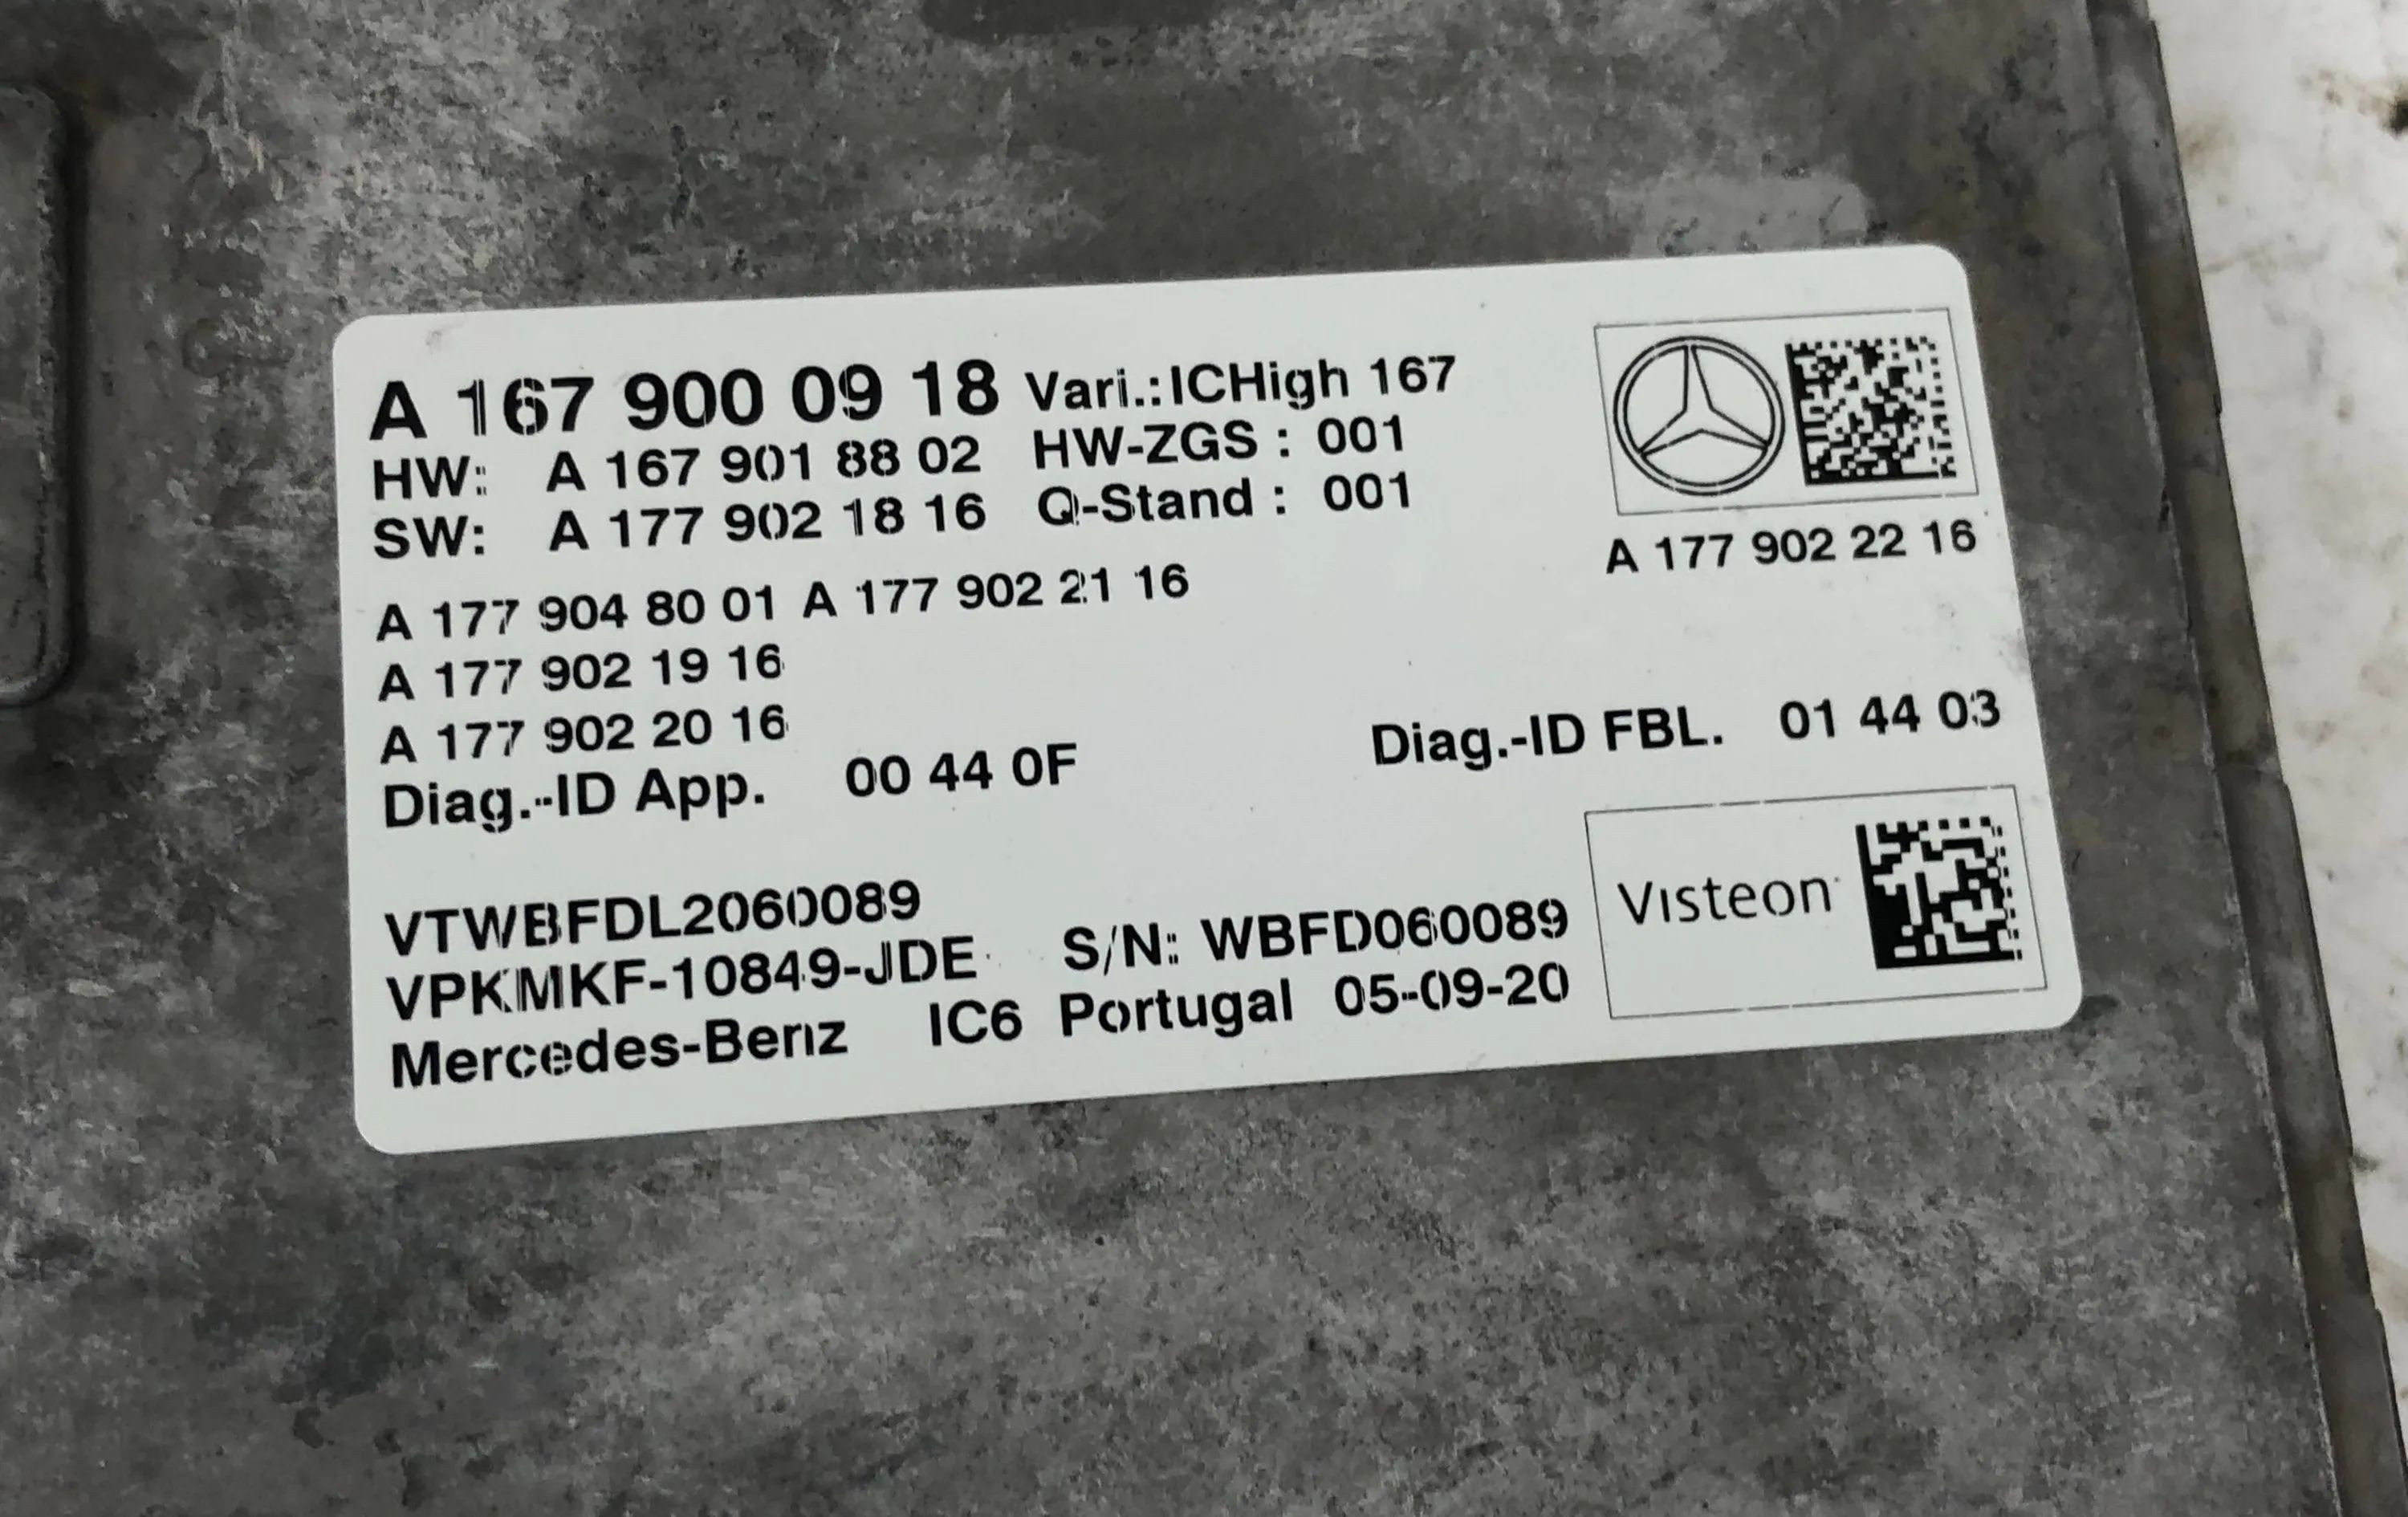 A 167 900 09 18 Vari.:ICHigh 167
HW: A 167 901 88 02 HW-ZGS : 001
SW: A 177 902 18 16 Q-Stand : 001
A 177 902 22 16
A 177 904 80 01 A 177 902 21 16
A 177 902 19 16
A 177 902 20 16
Diag.-ID App. 00 44 0F Diag.-ID FBL. 01 44 03
VTWBFDL2060089
VPKMKF-10849-JDE S/N: WBFD060089
Mercedes-Benz IC6 Portugal 05-09-20
Visteon